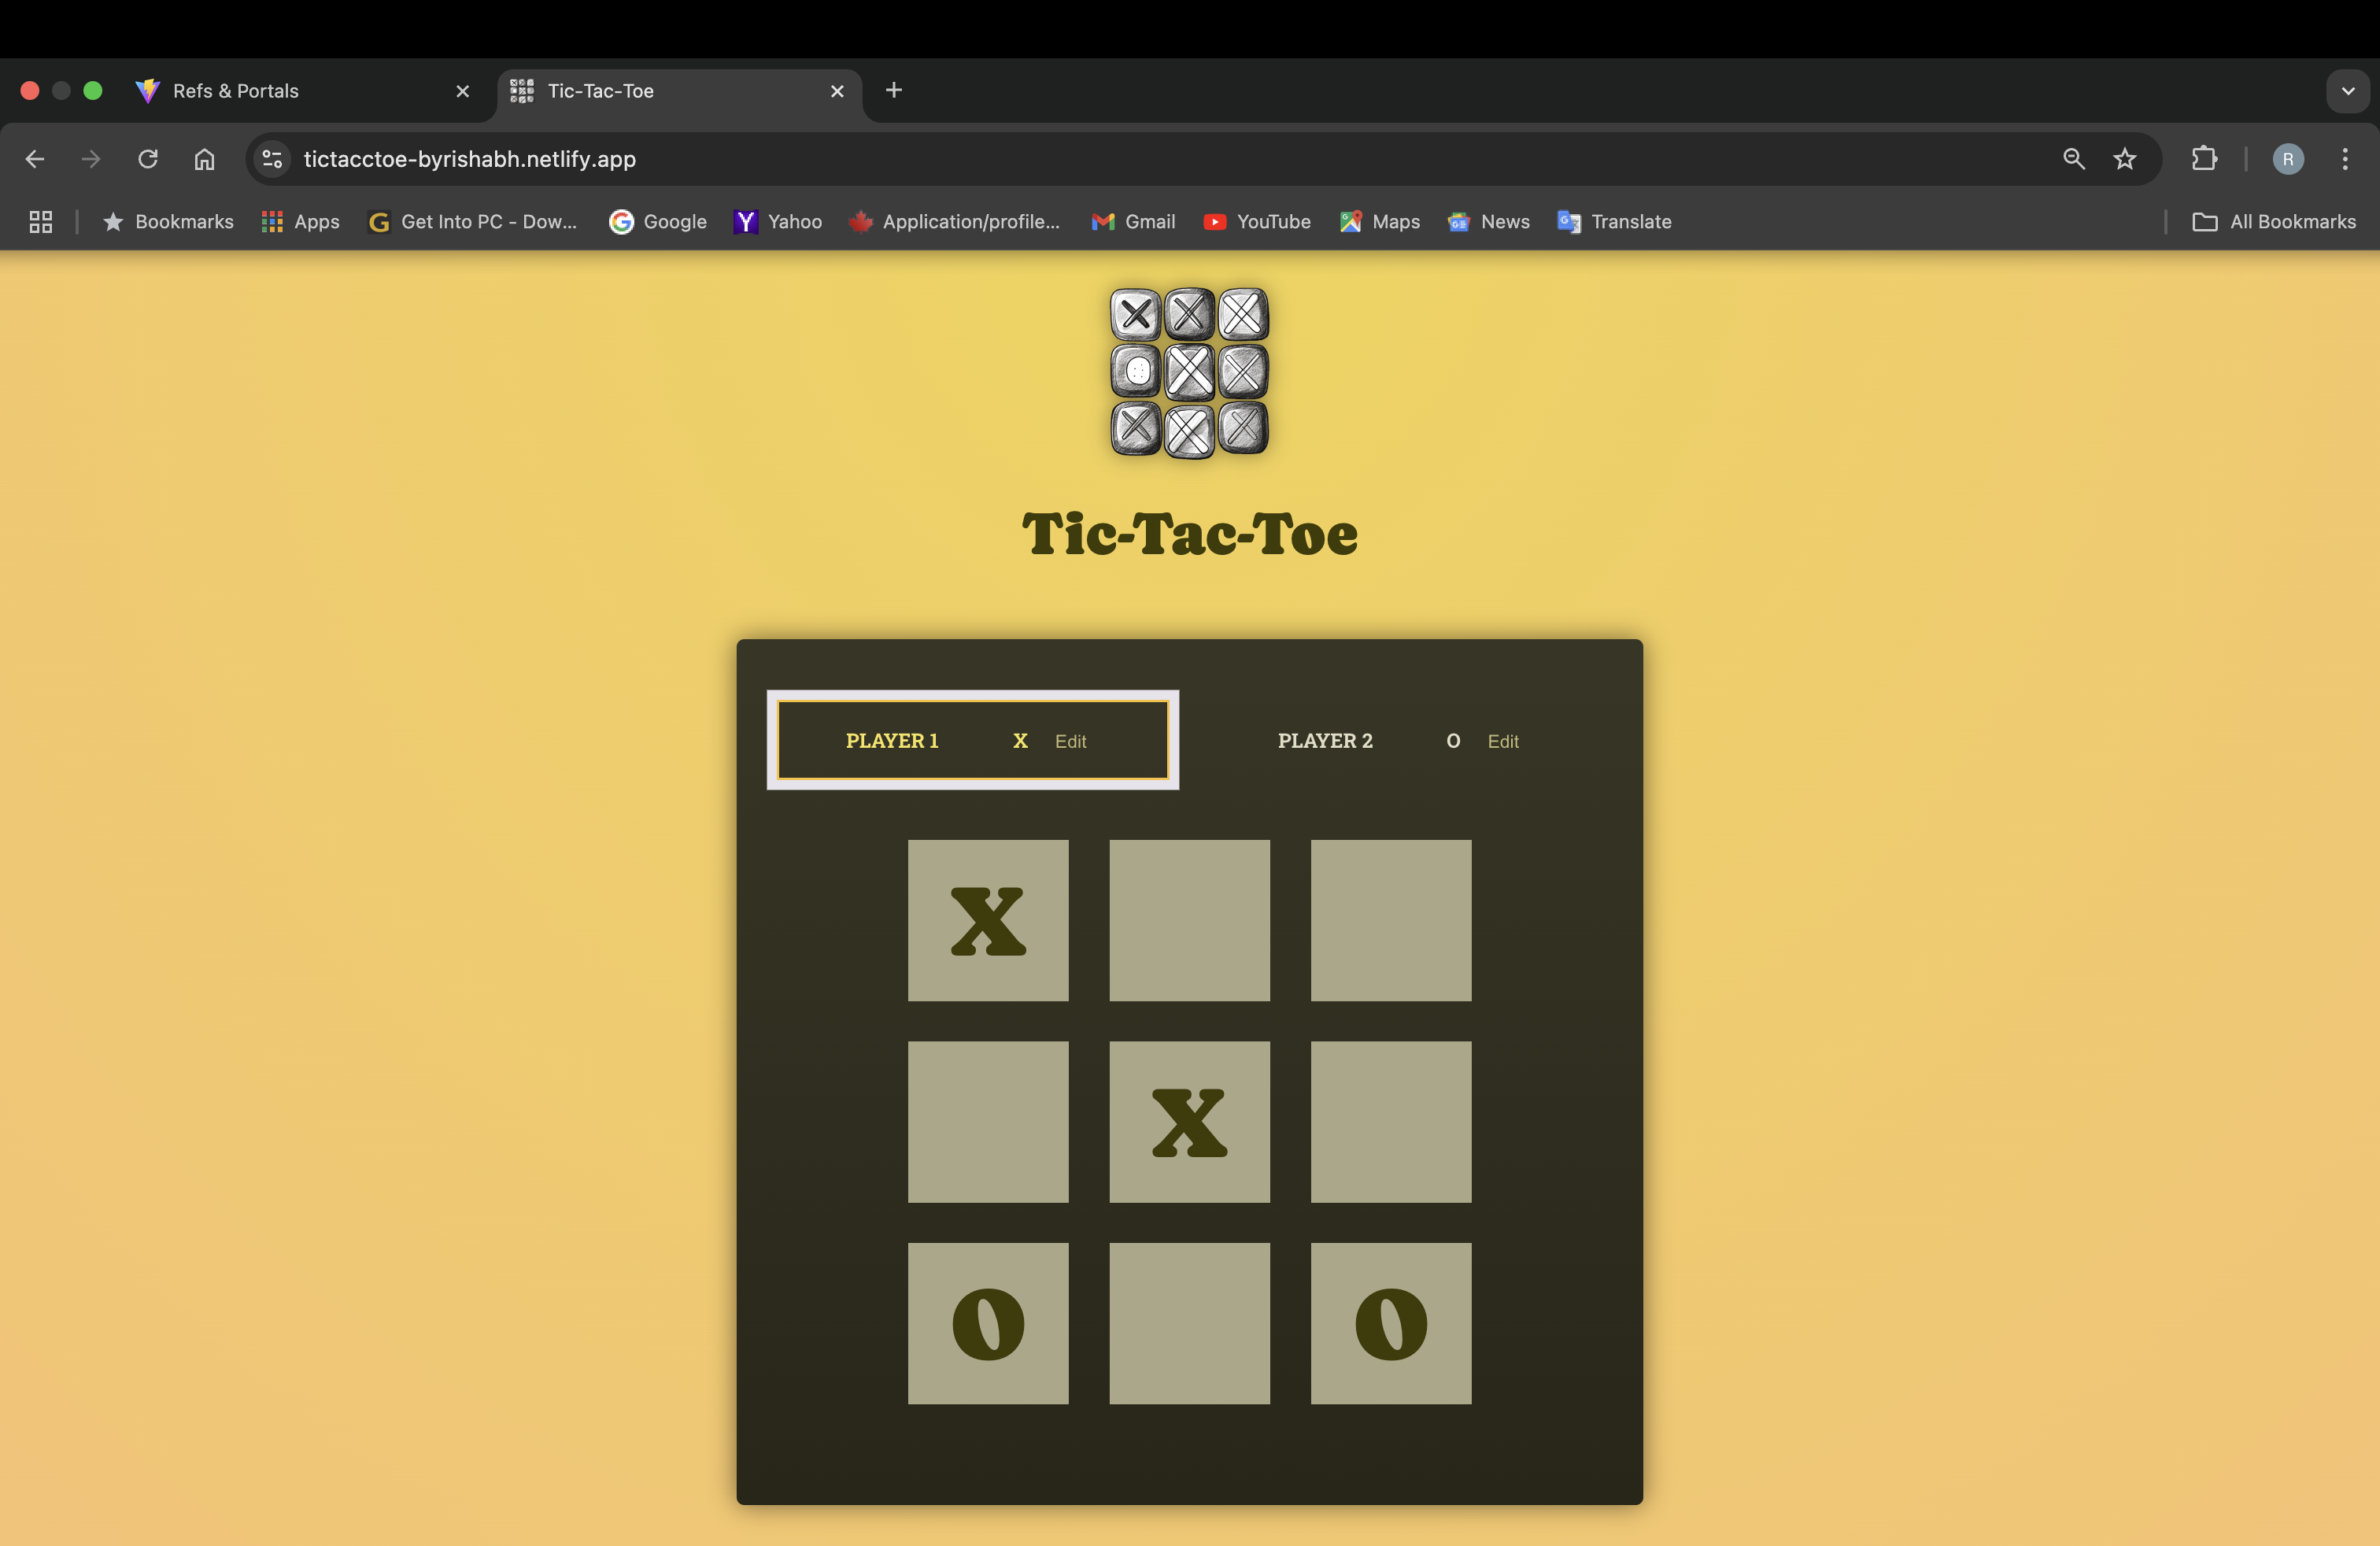 Refs & Portals
Tic-Tac-Toe
tictacctoe-byrishabh.netlify.app
R
Bookmarks Apps Get Into PC - Dow... Google Yahoo Application/profile... Gmail YouTube Maps News Translate All Bookmarks
Tic-Tac-Toe
PLAYER 1 X Edit PLAYER 2 O Edit
X
X
O O